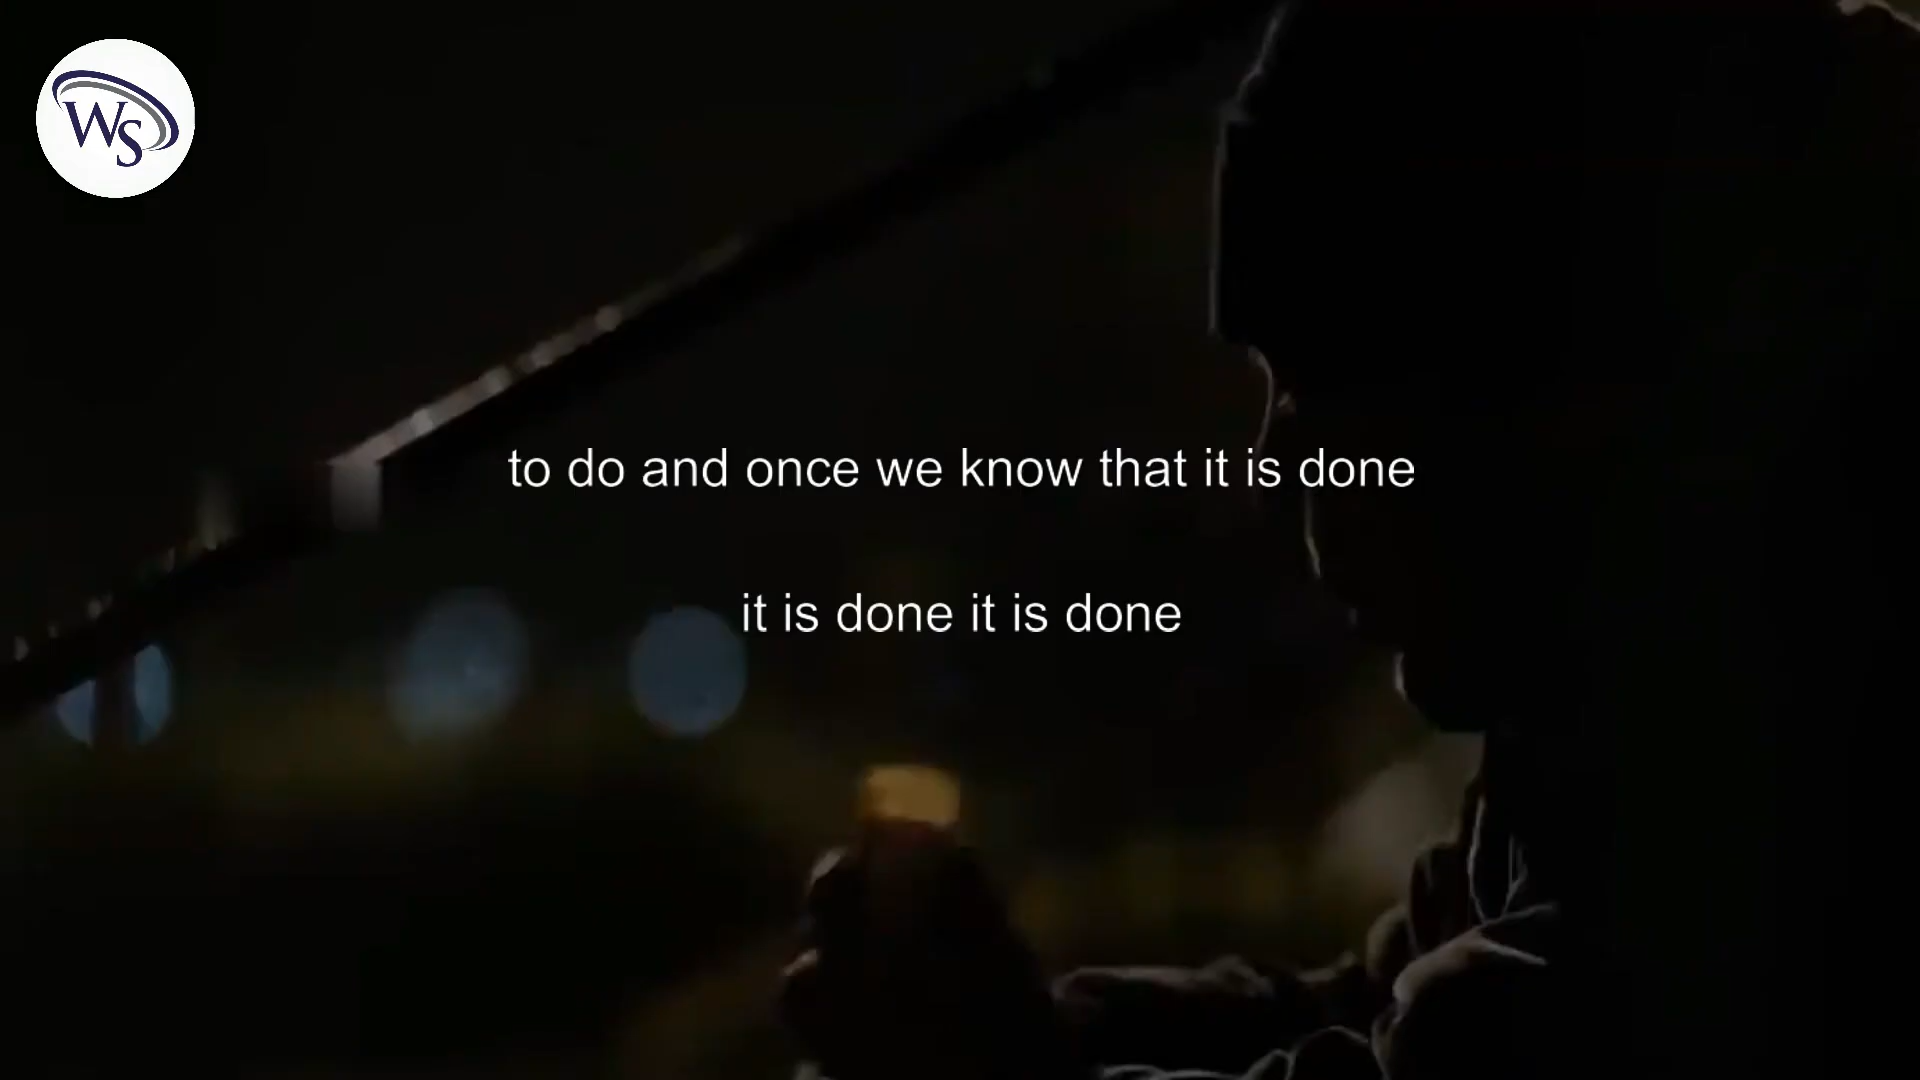 WS
to do and once we know that it is done
it is done it is done